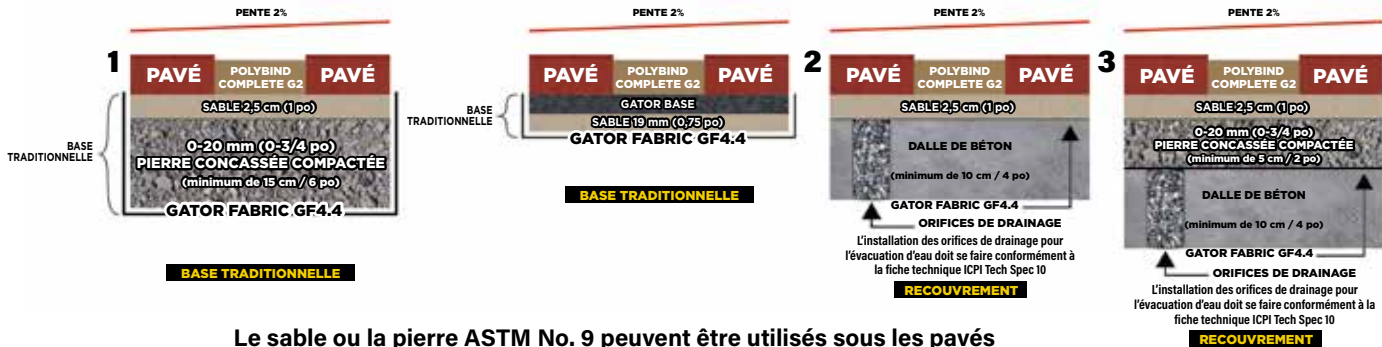 PENTE 2%
1
PAVÉ
POLYBIND
COMPLETE G2
PAVÉ
SABLE 2,5 cm (1 po)
BASE
TRADITIONNELLE
0-20 mm (0-3/4 po)
PIERRE CONCASSÉE COMPACTÉE
(minimum de 15 cm / 6 po)
GATOR FABRIC GF4.4
BASE TRADITIONNELLE
PENTE 2%
PAVÉ
POLYBIND
COMPLETE G2
PAVÉ
GATOR BASE
BASE
TRADITIONNELLE
SABLE 19 mm (0,75 po)
GATOR FABRIC GF4.4
BASE TRADITIONNELLE
PENTE 2%
2
PAVÉ
POLYBIND
COMPLETE G2
PAVÉ
SABLE 2,5 cm (1 po)
DALLE DE BÉTON
(minimum de 10 cm / 4 po)
GATOR FABRIC GF4.4
ORIFICES DE DRAINAGE
L'installation des orifices de drainage pour
l'évacuation d'eau doit se faire conformément à
la fiche technique ICPI Tech Spec 10
RECOUVREMENT
PENTE 2%
3
PAVÉ
POLYBIND
COMPLETE G2
PAVÉ
SABLE 2,5 cm (1 po)
0-20 mm (0-3/4 po)
PIERRE CONCASSÉE COMPACTÉE
(minimum de 5 cm / 2 po)
DALLE DE BÉTON
(minimum de 10 cm / 4 po)
GATOR FABRIC GF4.4
ORIFICES DE DRAINAGE
L'installation des orifices de drainage pour
l'évacuation d'eau doit se faire conformément à la
fiche technique ICPI Tech Spec 10
RECOUVREMENT
Le sable ou la pierre ASTM No. 9 peuvent être utilisés sous les pavés